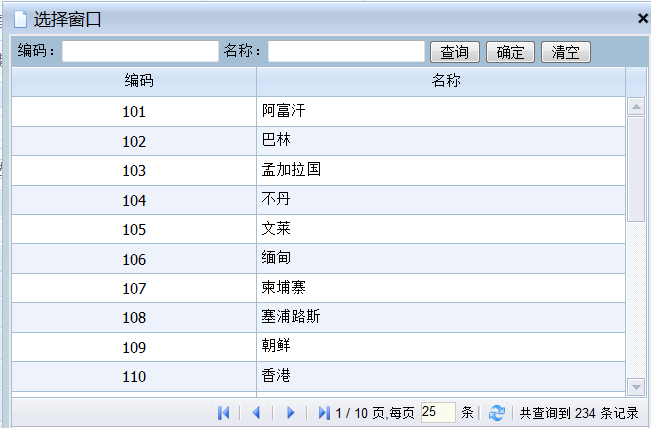 选择窗口
编码： 名称： 查询 确定 清空
编码 名称
101 阿富汗
102 巴林
103 孟加拉国
104 不丹
105 文莱
106 缅甸
107 柬埔寨
108 塞浦路斯
109 朝鲜
110 香港
1 / 10 页,每页 25 条 共查询到 234 条记录